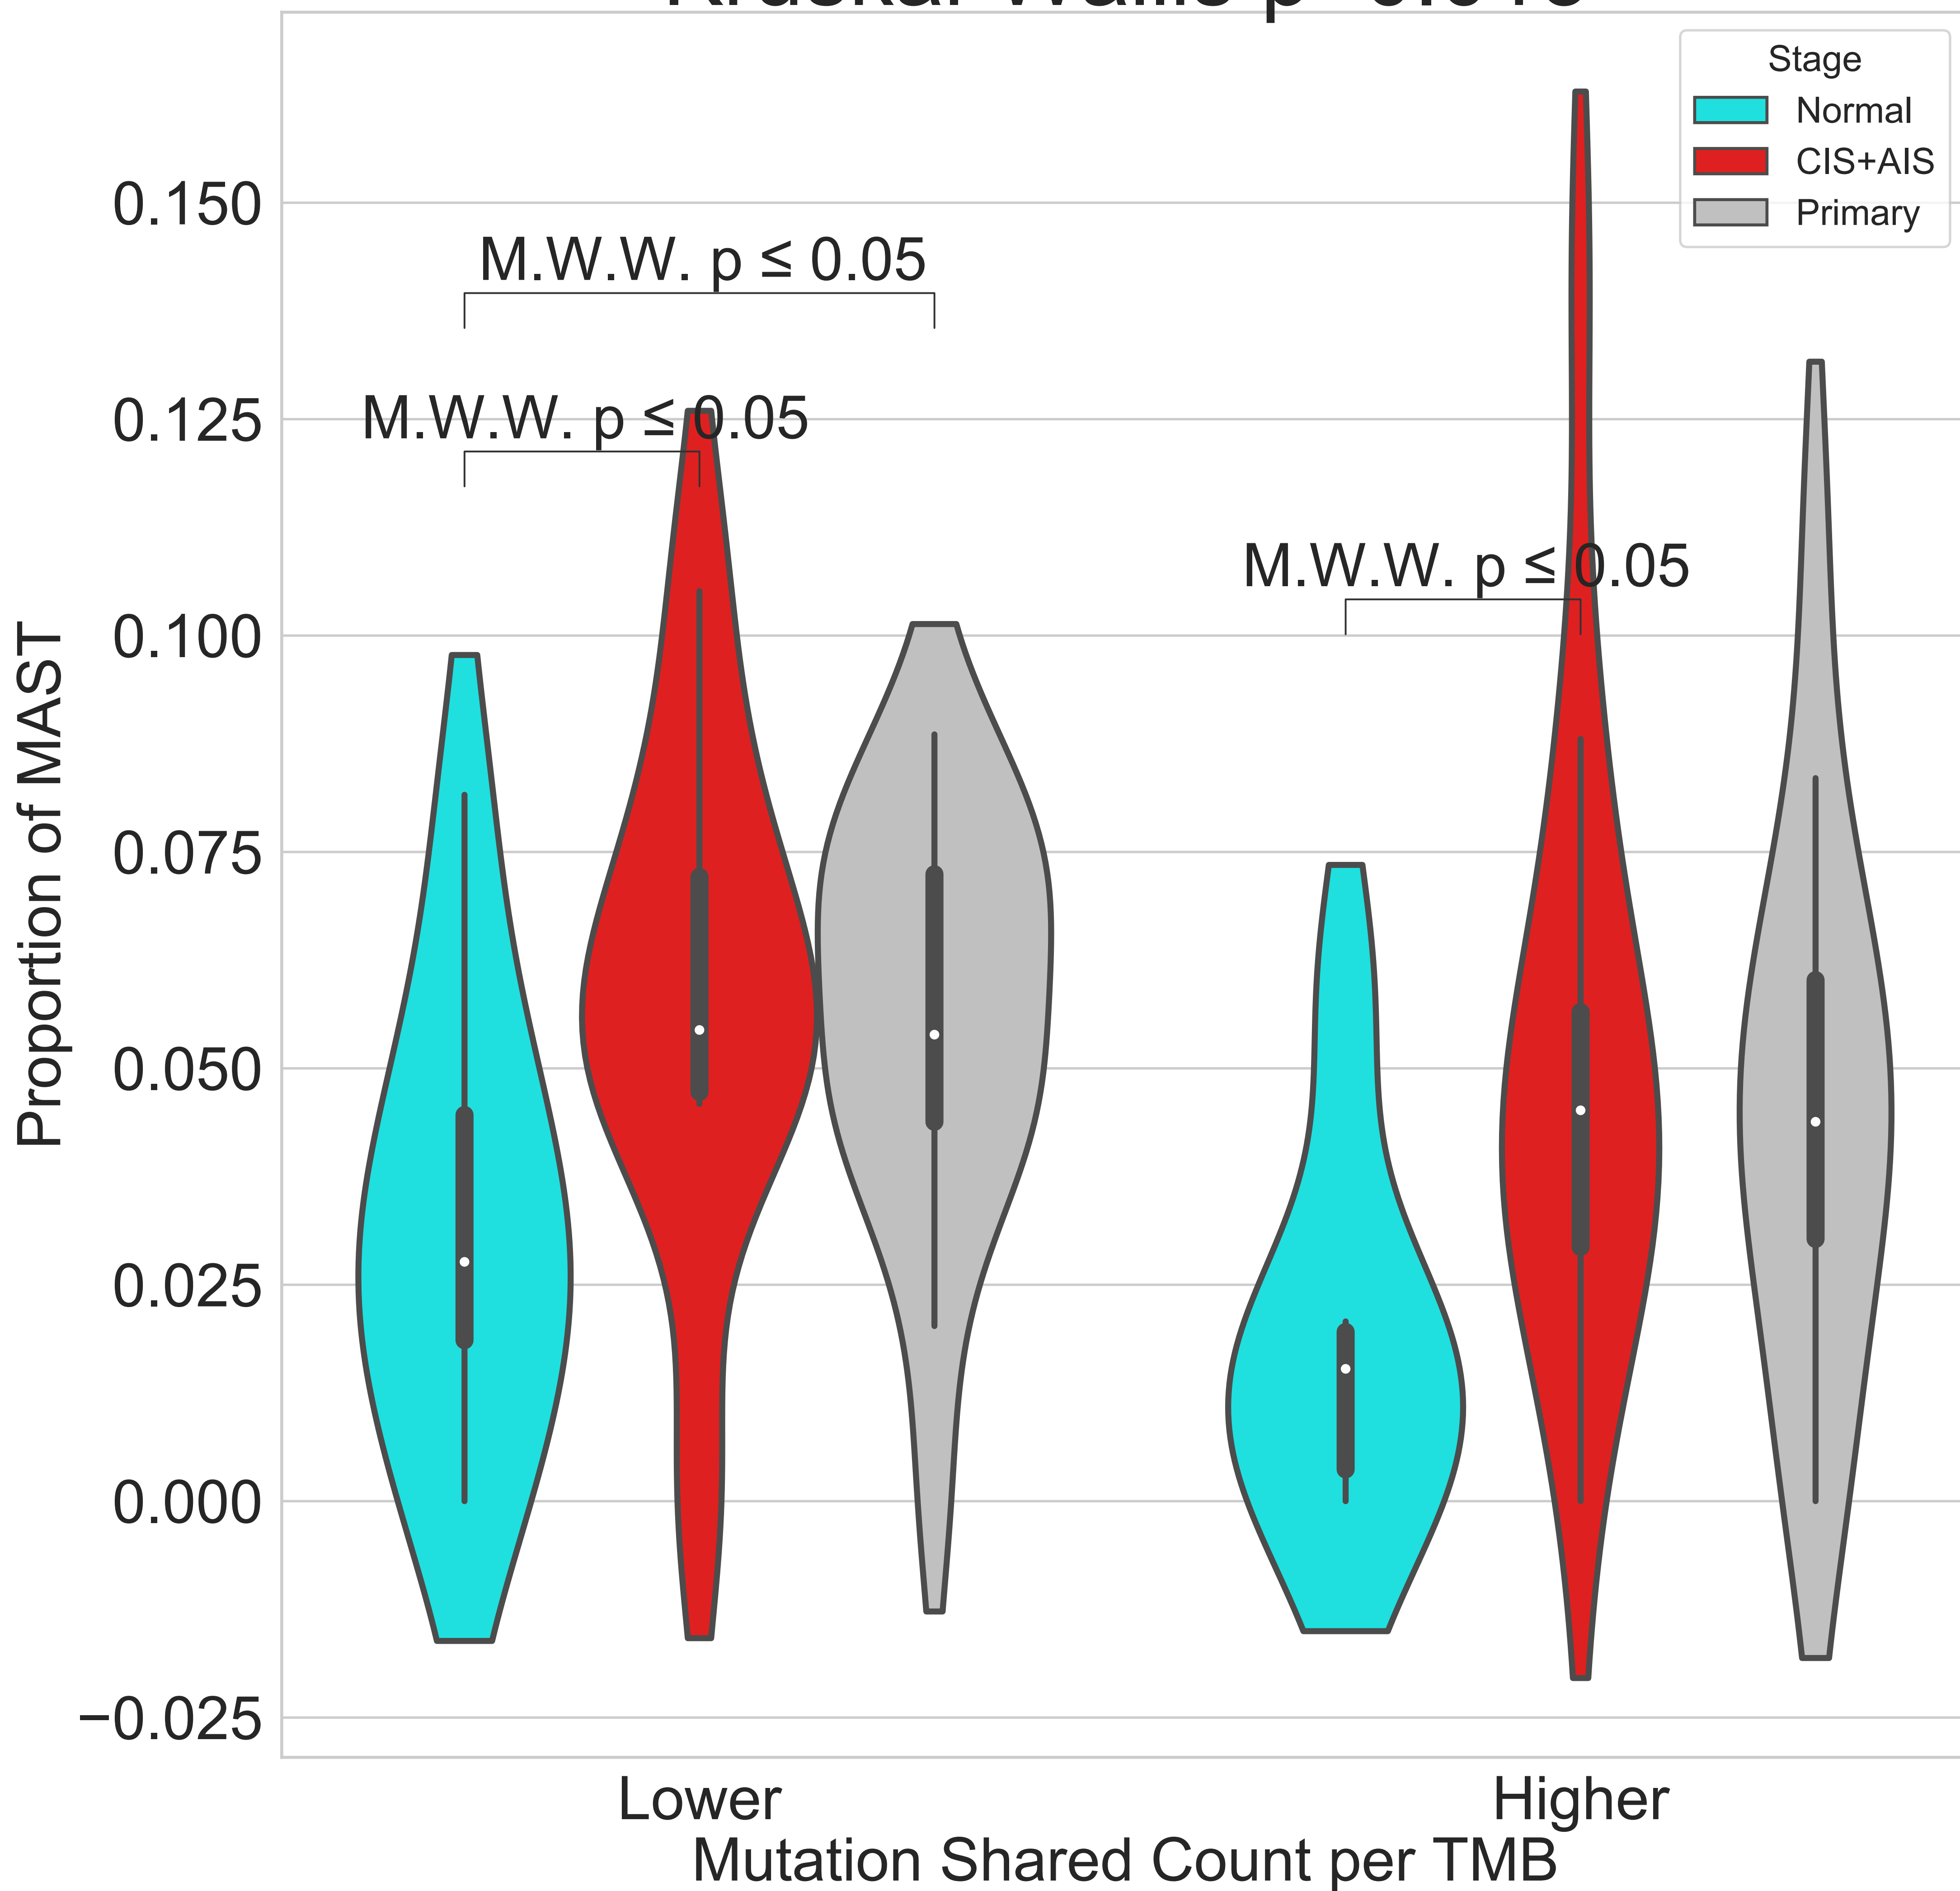 Stage
Normal
CIS+AIS
Primary
0.150
M.W.W. p ≤ 0.05
0.125
M.W.W. p ≤ 0.05
M.W.W. p ≤ 0.05
0.100
0.075
0.050
0.025
0.000
−0.025
Proportion of MAST
Lower
Higher
Mutation Shared Count per TMB